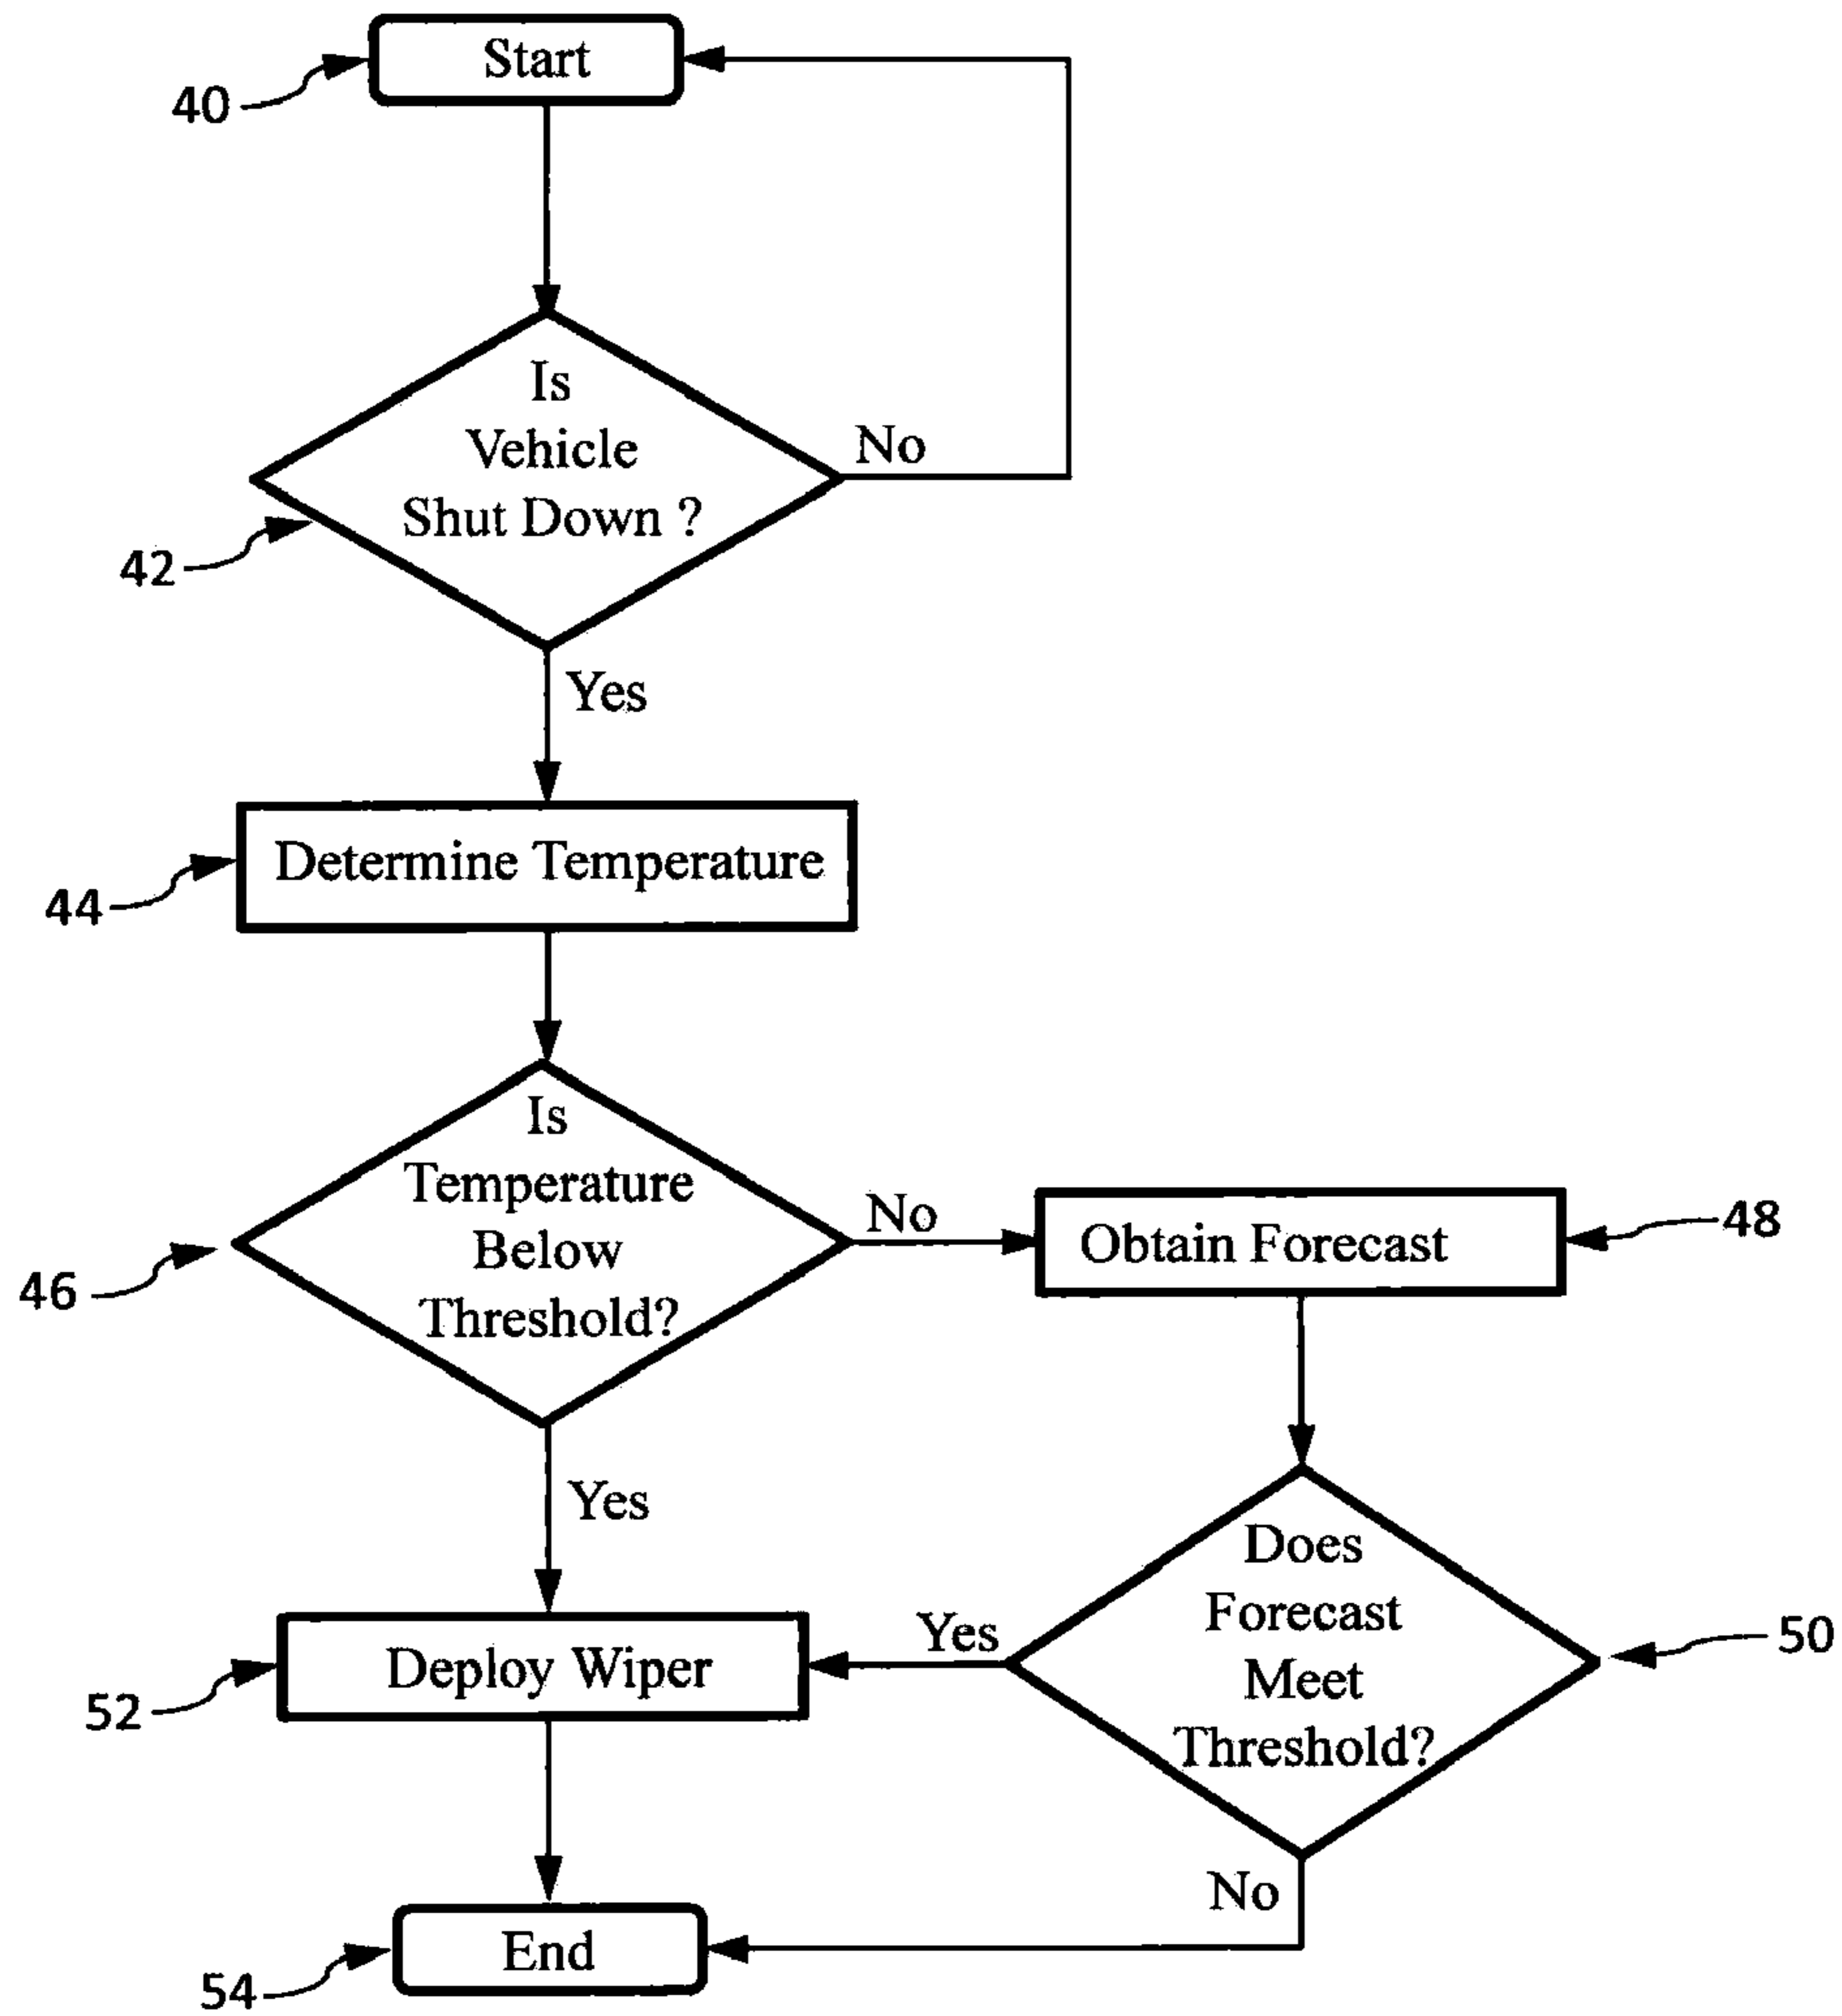 Start
40
Is
Vehicle
Shut Down ?
No
42
Yes
Determine Temperature
44
Is
Temperature
Below
Threshold?
No
46
Obtain Forecast
48
Yes
Does
Forecast
Meet
Threshold?
50
Yes
Deploy Wiper
52
No
End
54